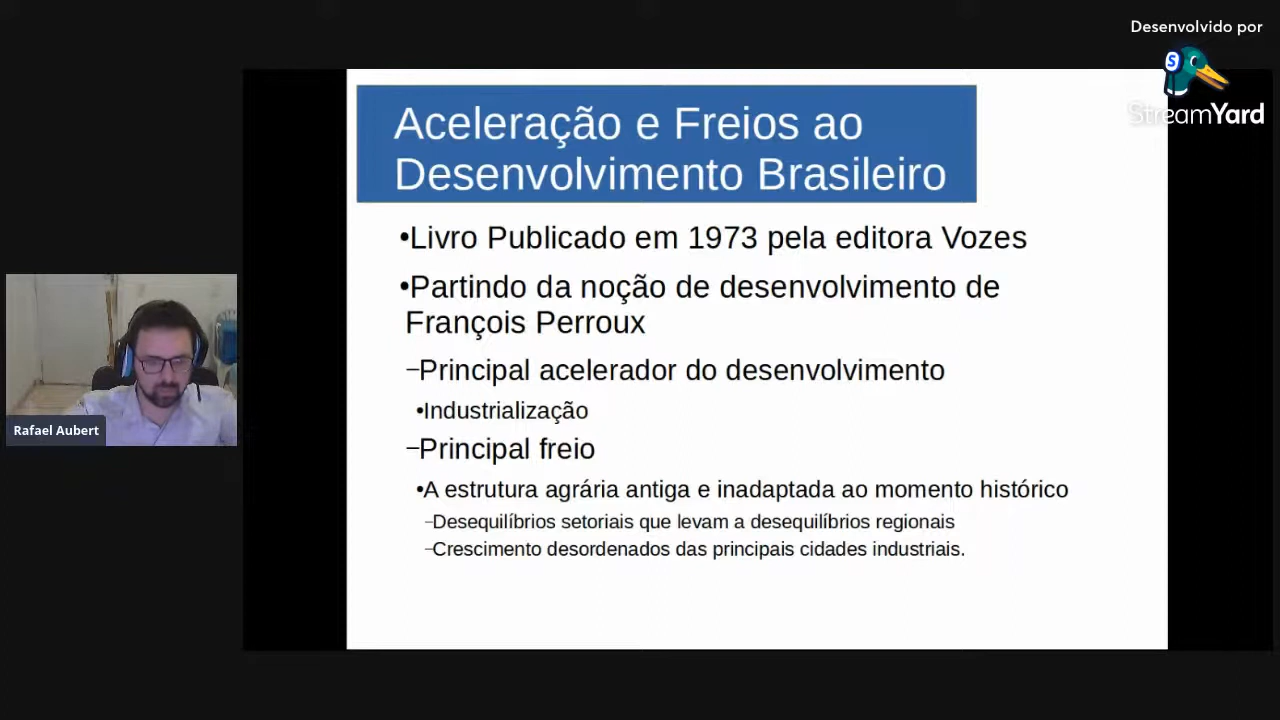 Desenvolvido por
StreamYard
Aceleração e Freios ao
Desenvolvimento Brasileiro
•Livro Publicado em 1973 pela editora Vozes
•Partindo da noção de desenvolvimento de
François Perroux
–Principal acelerador do desenvolvimento
•Industrialização
–Principal freio
•A estrutura agrária antiga e inadaptada ao momento histórico
–Desequilíbrios setoriais que levam a desequilíbrios regionais
–Crescimento desordenados das principais cidades industriais.
Rafael Aubert